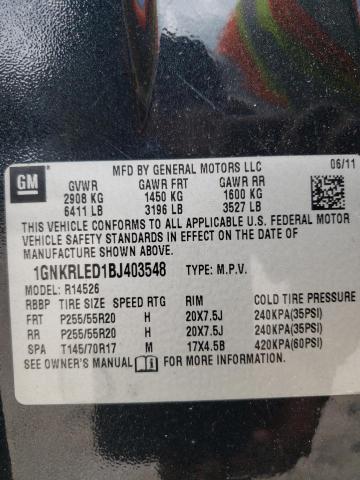 GM
MFD BY GENERAL MOTORS LLC 06/11
GVWR GAWR FRT GAWR RR
2908 KG 1450 KG 1600 KG
6411 LB 3196 LB 3527 LB
THIS VEHICLE CONFORMS TO ALL APPLICABLE U.S. FEDERAL MOTOR
VEHICLE SAFETY STANDARDS IN EFFECT ON THE DATE OF
MANUFACTURE SHOWN ABOVE.
1GNKRLED1BJ403548 TYPE: M.P.V.
MODEL: R14526
RBBP TIRE SIZE SPEED RTG RIM COLD TIRE PRESSURE
FRT P255/55R20 H 20X7.5J 240KPA(35PSI)
RR P255/55R20 H 20X7.5J 240KPA(35PSI)
SPA T145/70R17 M 17X4.5B 420KPA(60PSI)
SEE OWNER'S MANUAL FOR MORE INFORMATION.